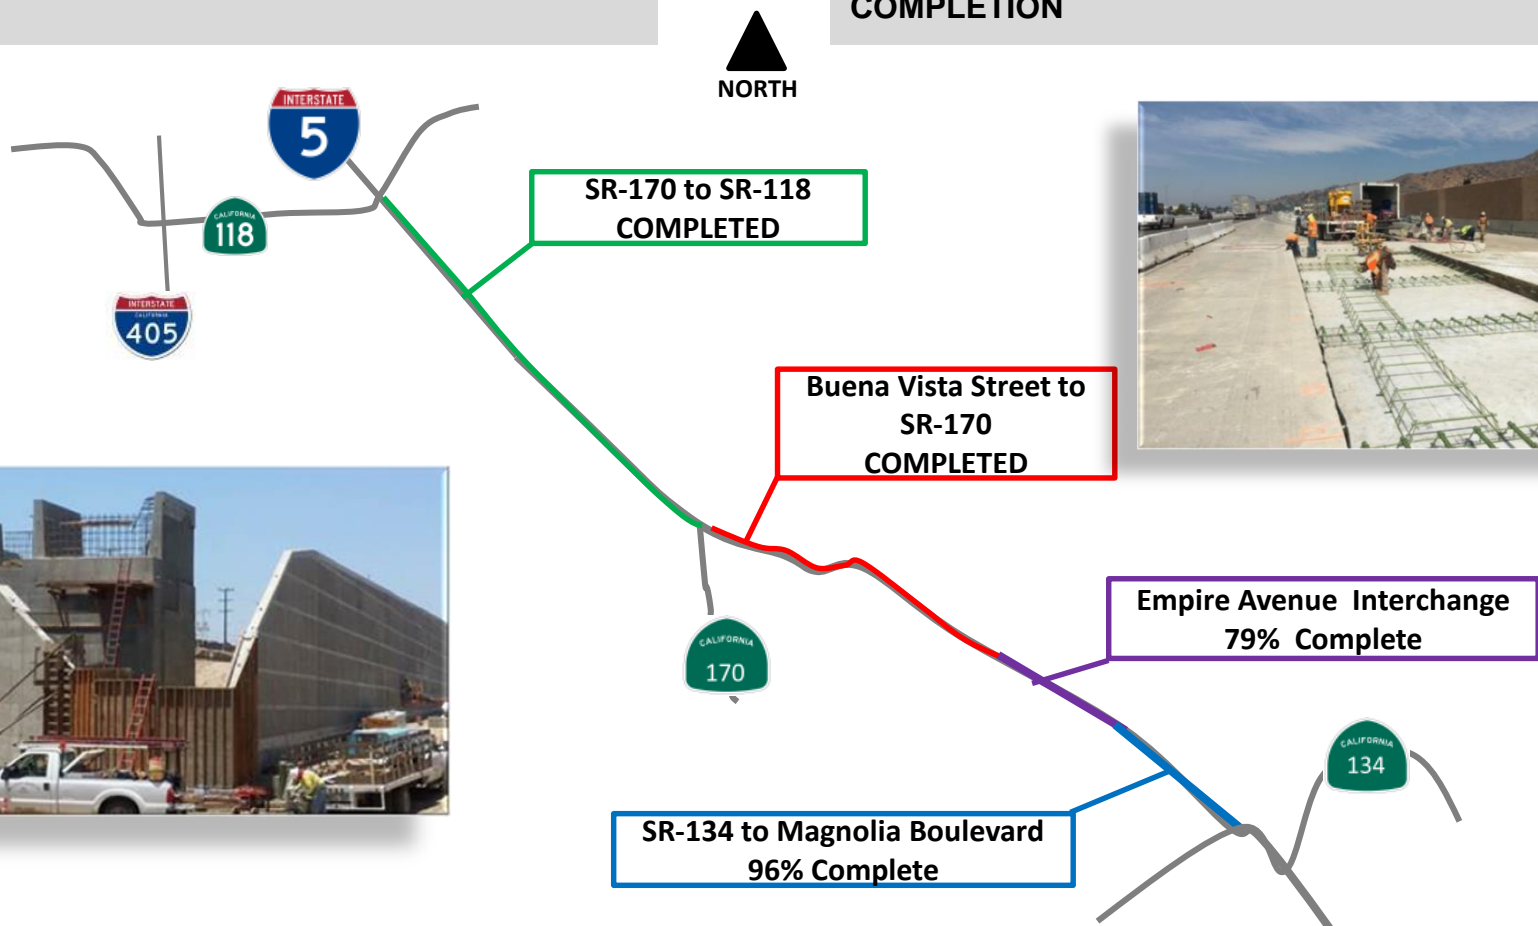 COMPLETION
NORTH
INTERSTATE
5
SR-170 to SR-118
COMPLETED
CALIFORNIA
118
INTERSTATE
CALIFORNIA
405
Buena Vista Street to
SR-170
COMPLETED
Empire Avenue  Interchange
79%  Complete
CALIFORNIA
170
CALIFORNIA
134
SR-134 to Magnolia Boulevard
96% Complete